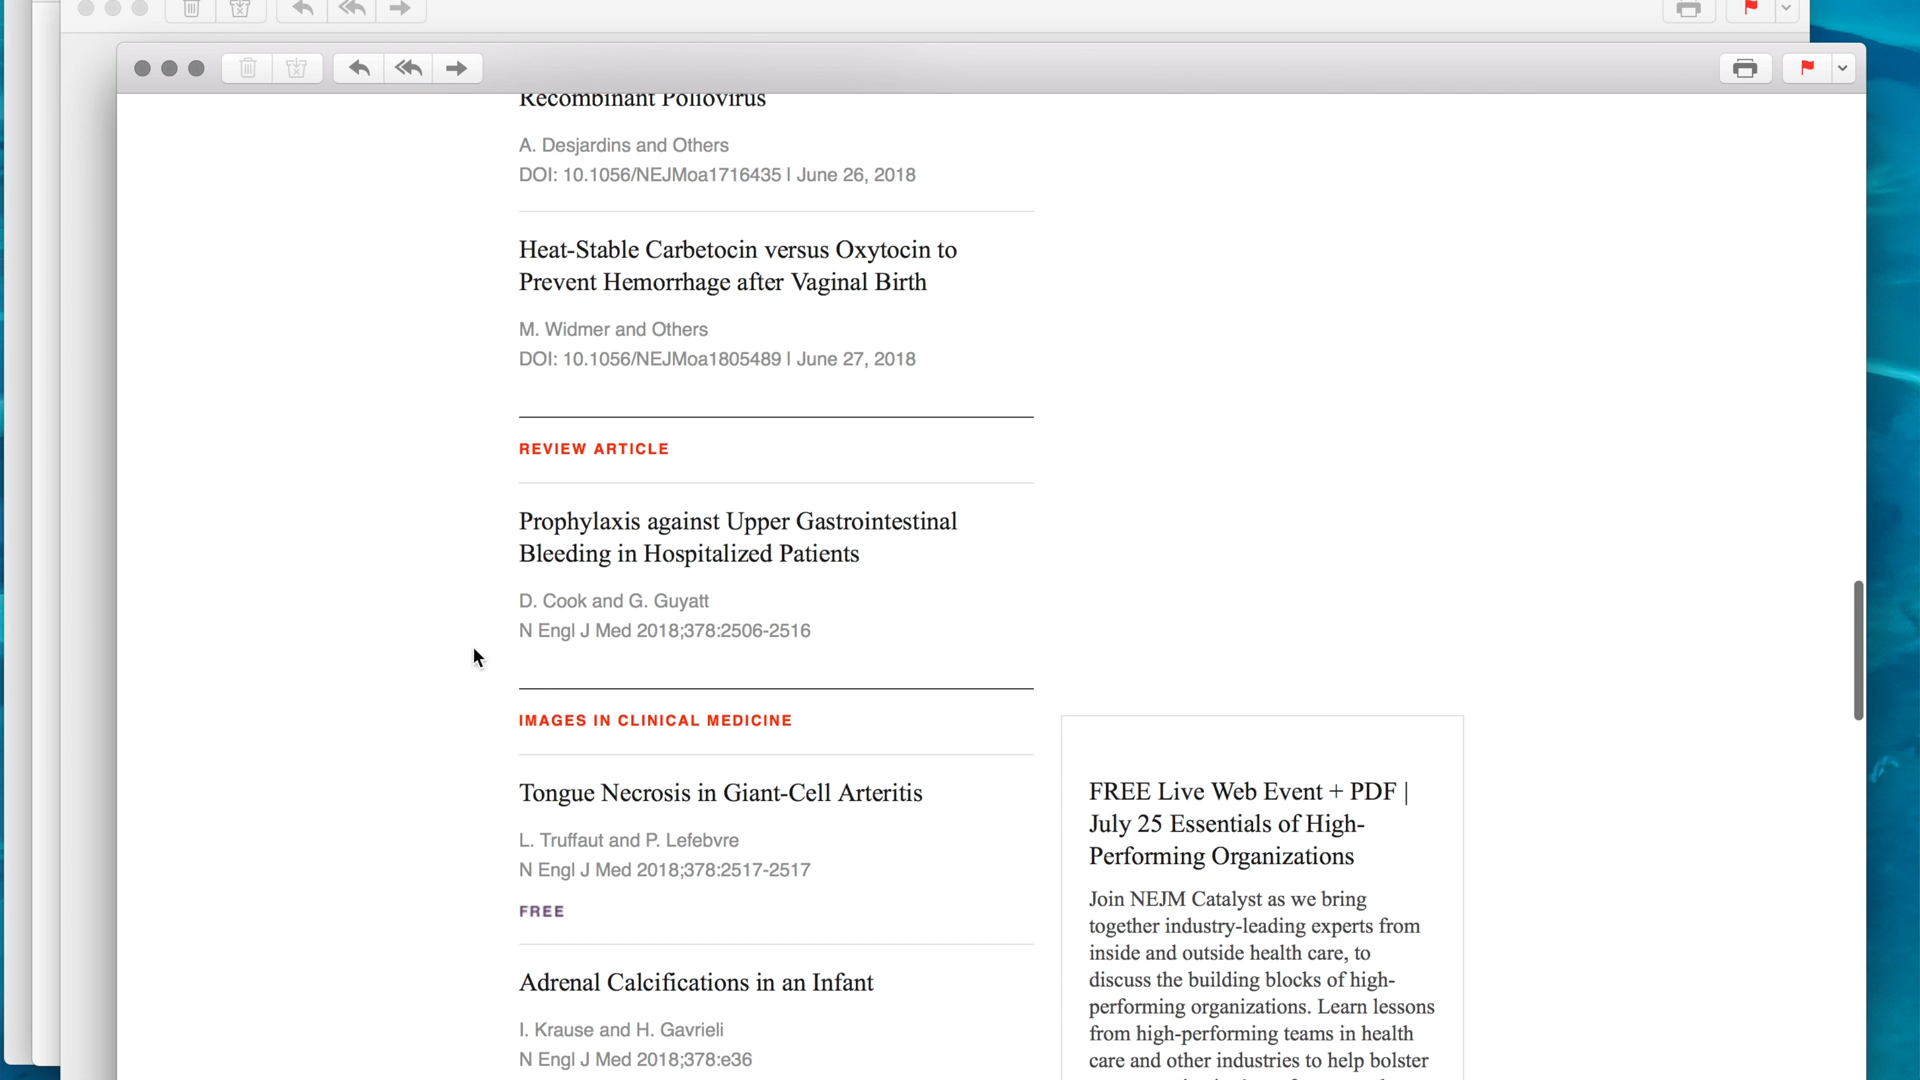 Recombinant Poliovirus
A. Desjardins and Others
DOI: 10.1056/NEJMoa1716435 | June 26, 2018
Heat-Stable Carbetocin versus Oxytocin to
Prevent Hemorrhage after Vaginal Birth
M. Widmer and Others
DOI: 10.1056/NEJMoa1805489 | June 27, 2018
REVIEW ARTICLE
Prophylaxis against Upper Gastrointestinal
Bleeding in Hospitalized Patients
D. Cook and G. Guyatt
N Engl J Med 2018;378:2506-2516
IMAGES IN CLINICAL MEDICINE
Tongue Necrosis in Giant-Cell Arteritis
L. Truffaut and P. Lefebvre
N Engl J Med 2018;378:2517-2517
FREE
Adrenal Calcifications in an Infant
I. Krause and H. Gavrieli
N Engl J Med 2018;378:e36
FREE Live Web Event + PDF |
July 25 Essentials of High-
Performing Organizations
Join NEJM Catalyst as we bring
together industry-leading experts from
inside and outside health care, to
discuss the building blocks of high-
performing organizations. Learn lessons
from high-performing teams in health
care and other industries to help bolster